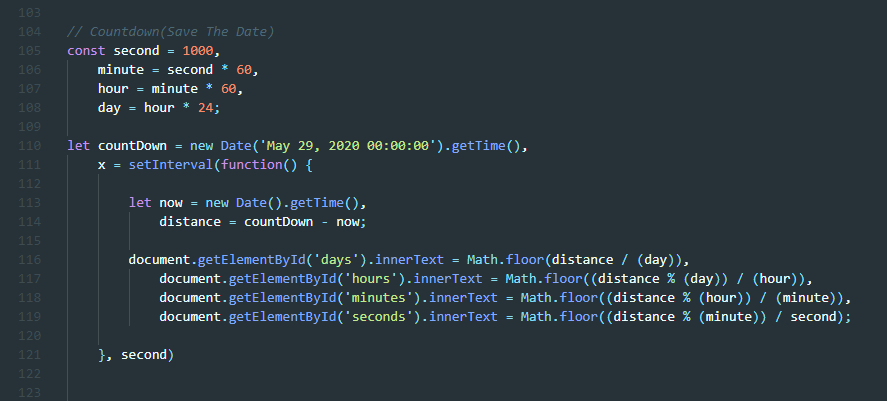 103
104 // Countdown(Save The Date)
105 const second = 1000,
106 minute = second * 60,
107 hour = minute * 60,
108 day = hour * 24;
109
110 let countDown = new Date('May 29, 2020 00:00:00').getTime(),
111 x = setInterval(function() {
112
113 let now = new Date().getTime(),
114 distance = countDown - now;
115
116 document.getElementById('days').innerText = Math.floor(distance / (day)),
117 document.getElementById('hours').innerText = Math.floor((distance % (day)) / (hour)),
118 document.getElementById('minutes').innerText = Math.floor((distance % (hour)) / (minute)),
119 document.getElementById('seconds').innerText = Math.floor((distance % (minute)) / second);
120
121 }, second)
122
123